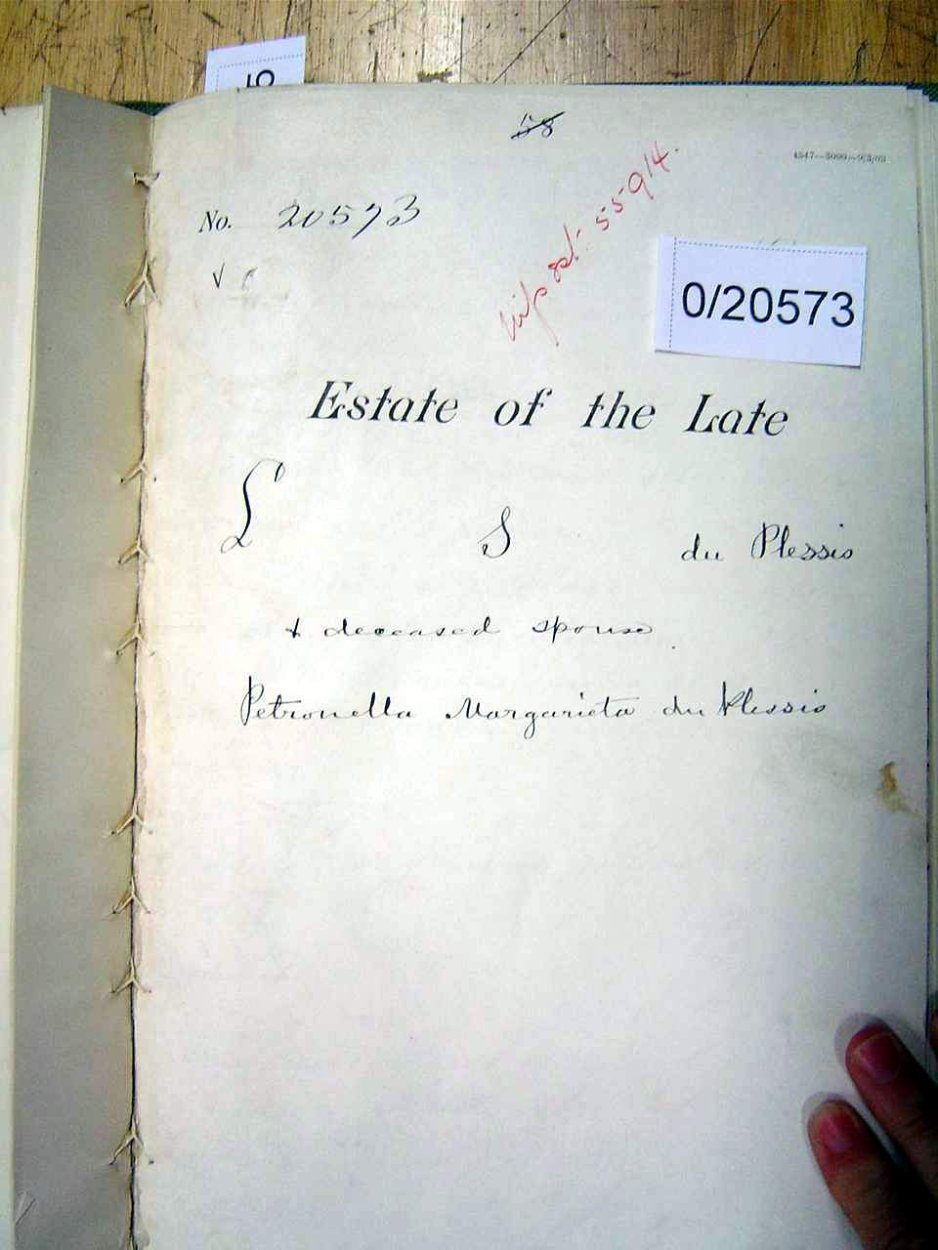 58
No. 20573
0/20573
Estate of the Late
L S du Plessis
& deceased spouse
Petronella Margarieta du Plessis